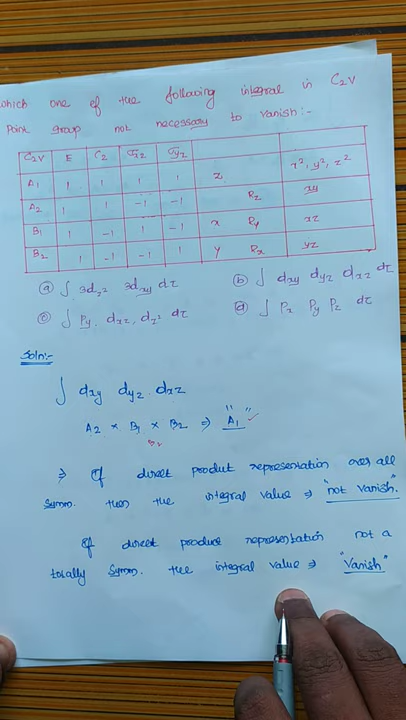 which one of the following integral in C2V
Point group not necessary to vanish:-
C2V E C2 σxz σyz
A1 1 1 1 1 z x², y², z²
A2 1 1 -1 -1 Rz xy
B1 1 -1 1 -1 x Ry xz
B2 1 -1 -1 1 y Rx yz
ⓐ ∫ 3dz² 3dxy dτ ⓑ ∫ dxy dyz dxz dτ
ⓒ ∫ Py. dxz. dz² dτ ⓓ ∫ Px Py Pz dτ
Soln:-
∫ dxy dyz dxz
A2 × B1 × B2 ⇒ "A1" ✓
B2
⇒ If direct product representation over all
Symm. then the integral value ⇒ "not vanish".
If direct produce representation not a
totally Symm. the integral value ⇒ "Vanish"